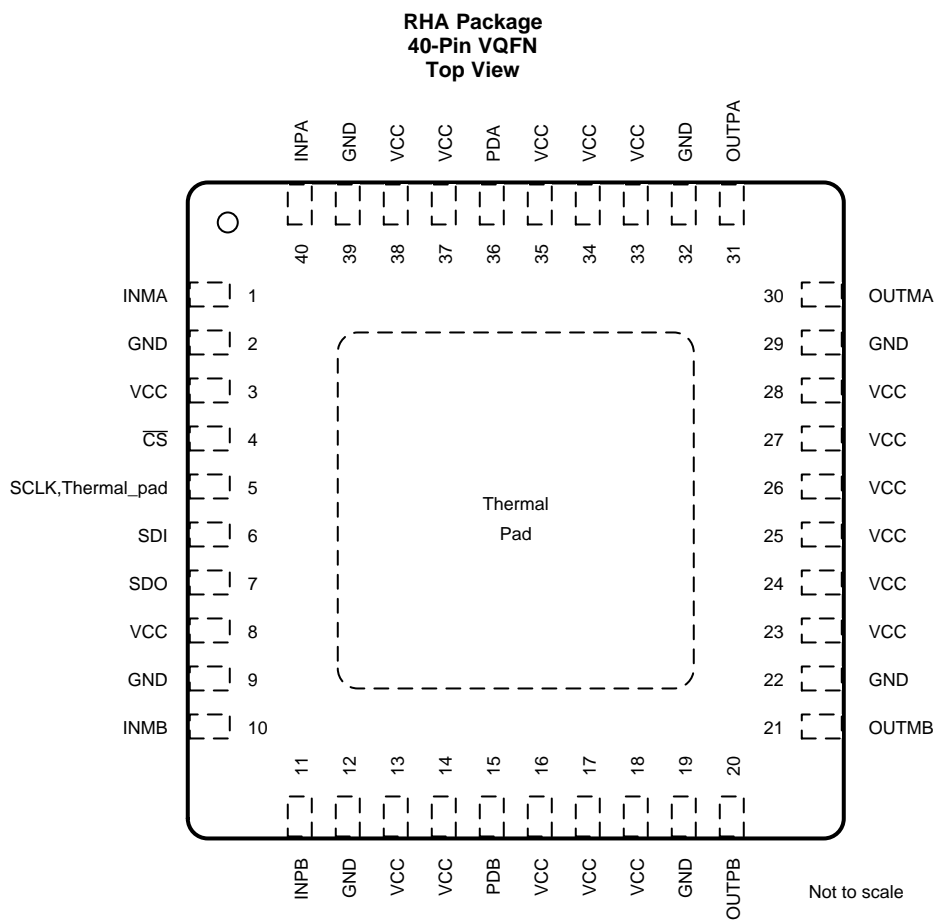 RHA Package
40-Pin VQFN
Top View
INPA
GND
VCC
VCC
PDA
VCC
VCC
VCC
GND
OUTPA
40
39
38
37
36
35
34
33
32
31
INMA 1
GND 2
VCC 3
C̅S̅ 4
SCLK,Thermal_pad 5
SDI 6
SDO 7
VCC 8
GND 9
INMB 10
Thermal
Pad
30 OUTMA
29 GND
28 VCC
27 VCC
26 VCC
25 VCC
24 VCC
23 VCC
22 GND
21 OUTMB
11
12
13
14
15
16
17
18
19
20
INPB
GND
VCC
VCC
PDB
VCC
VCC
VCC
GND
OUTPB
Not to scale